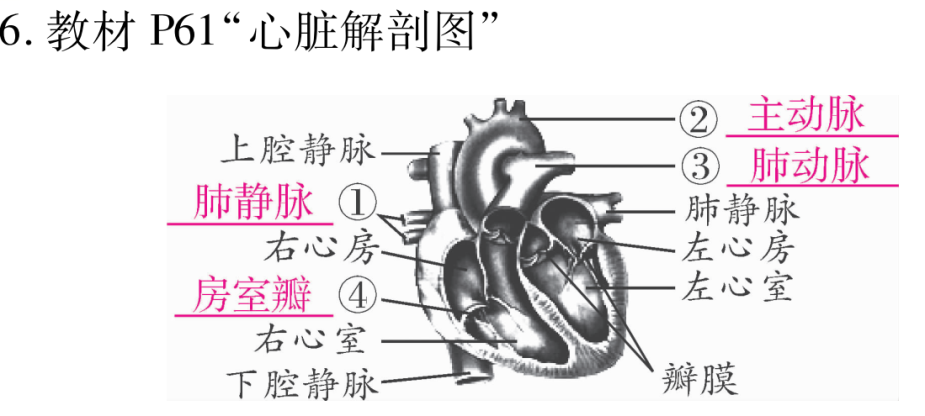 6. 教材 P61“心脏解剖图”
② 主动脉
上腔静脉
③ 肺动脉
肺静脉 ①
肺静脉
右心房
左心房
房室瓣 ④
左心室
右心室
下腔静脉
瓣膜